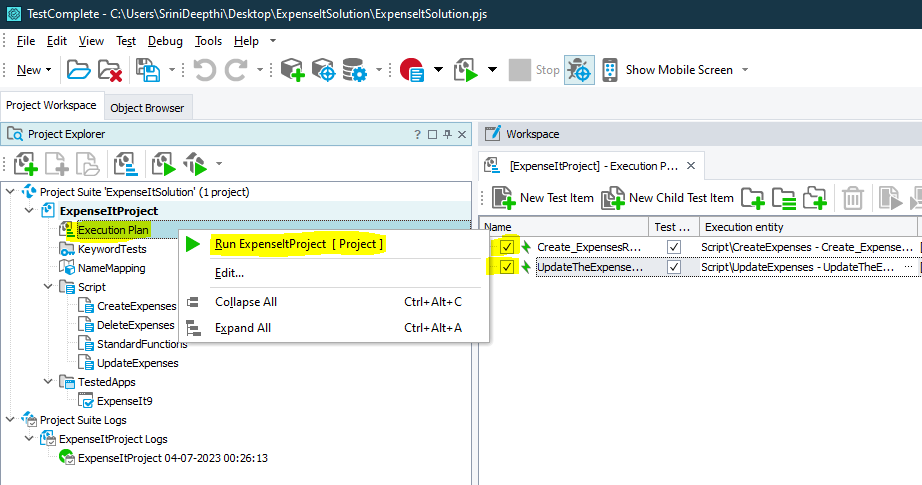 TestComplete - C:\Users\SriniDeepthi\Desktop\ExpenseItSolution\ExpenseItSolution.pjs
File Edit View Test Debug Tools Help
New Stop Show Mobile Screen
Project Workspace Object Browser
Project Explorer ?
Workspace
[ExpenseItProject] - Execution P...
New Test Item New Child Test Item
Project Suite 'ExpenseItSolution' (1 project)
ExpenseItProject
Execution Plan
KeywordTests
NameMapping
Script
CreateExpenses
DeleteExpenses
StandardFunctions
UpdateExpenses
TestedApps
ExpenseIt9
Project Suite Logs
ExpenseItProject Logs
ExpenseItProject 04-07-2023 00:26:13
Run ExpenseItProject [ Project ]
Edit...
Collapse All Ctrl+Alt+C
Expand All Ctrl+Alt+A
Name Test ... Execution entity
Create_ExpensesR... Script\CreateExpenses - Create_Expense...
UpdateTheExpense... Script\UpdateExpenses - UpdateTheE... ...